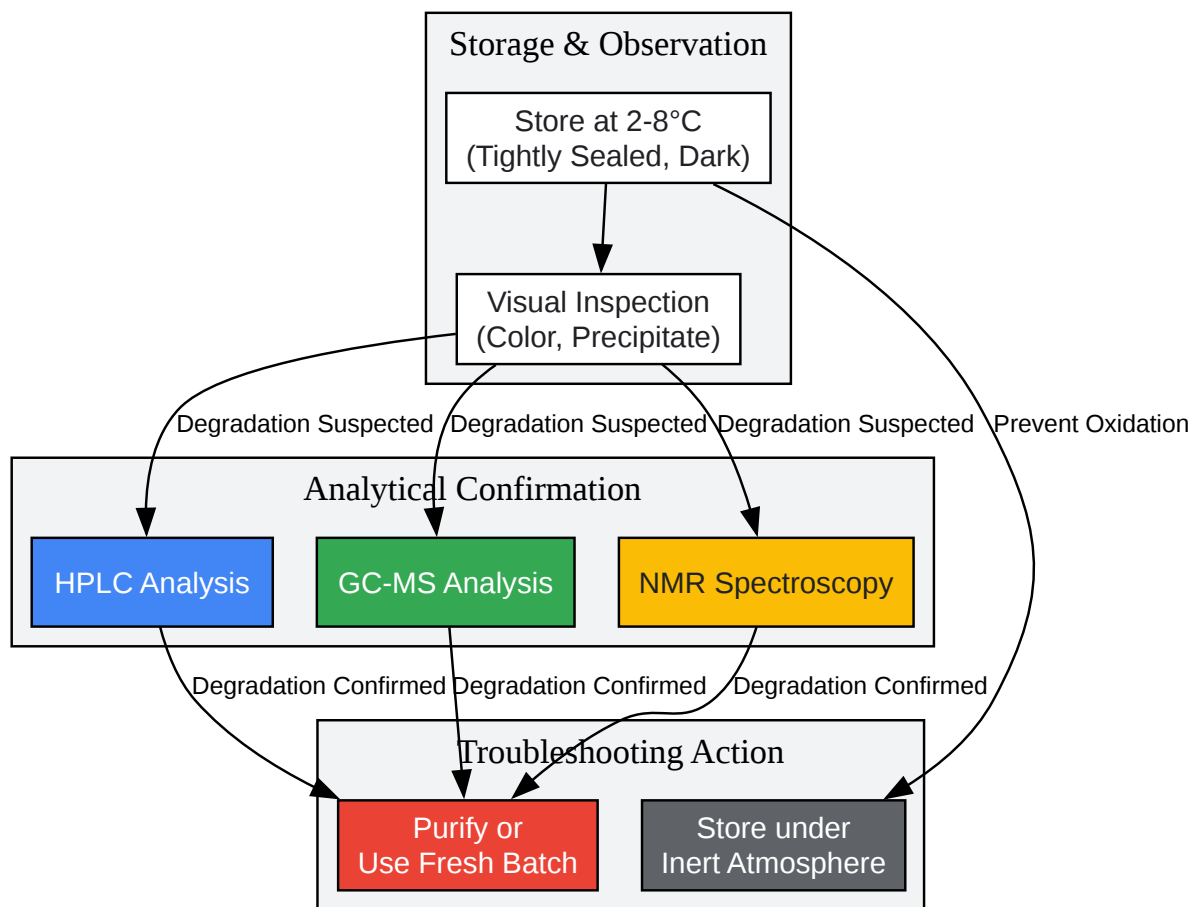 Storage & Observation
Store at 2-8°C
(Tightly Sealed, Dark)
Visual Inspection
(Color, Precipitate)
Degradation Suspected
Degradation Suspected
Degradation Suspected
Prevent Oxidation
Analytical Confirmation
HPLC Analysis
GC-MS Analysis
NMR Spectroscopy
Degradation Confirmed
Degradation Confirmed
Degradation Confirmed
Troubleshooting Action
Purify or
Use Fresh Batch
Store under
Inert Atmosphere